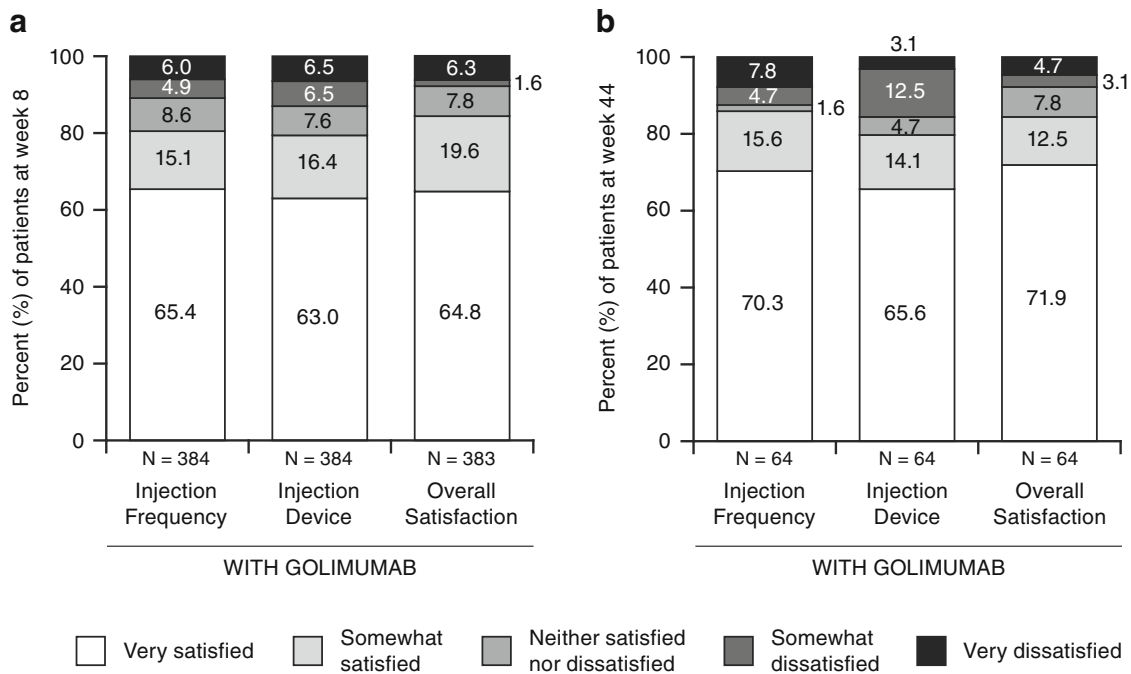 a
Percent (%) of patients at week 8
100
80
60
40
20
0
6.0
4.9
8.6
15.1
65.4
6.5
6.5
7.6
16.4
63.0
6.3
1.6
7.8
19.6
64.8
N = 384
N = 384
N = 383
Injection
Frequency
Injection
Device
Overall
Satisfaction
WITH GOLIMUMAB
b
Percent (%) of patients at week 44
100
80
60
40
20
0
7.8
4.7
1.6
15.6
70.3
3.1
12.5
4.7
14.1
65.6
4.7
3.1
7.8
12.5
71.9
N = 64
N = 64
N = 64
Injection
Frequency
Injection
Device
Overall
Satisfaction
WITH GOLIMUMAB
Very satisfied
Somewhat
satisfied
Neither satisfied
nor dissatisfied
Somewhat
dissatisfied
Very dissatisfied